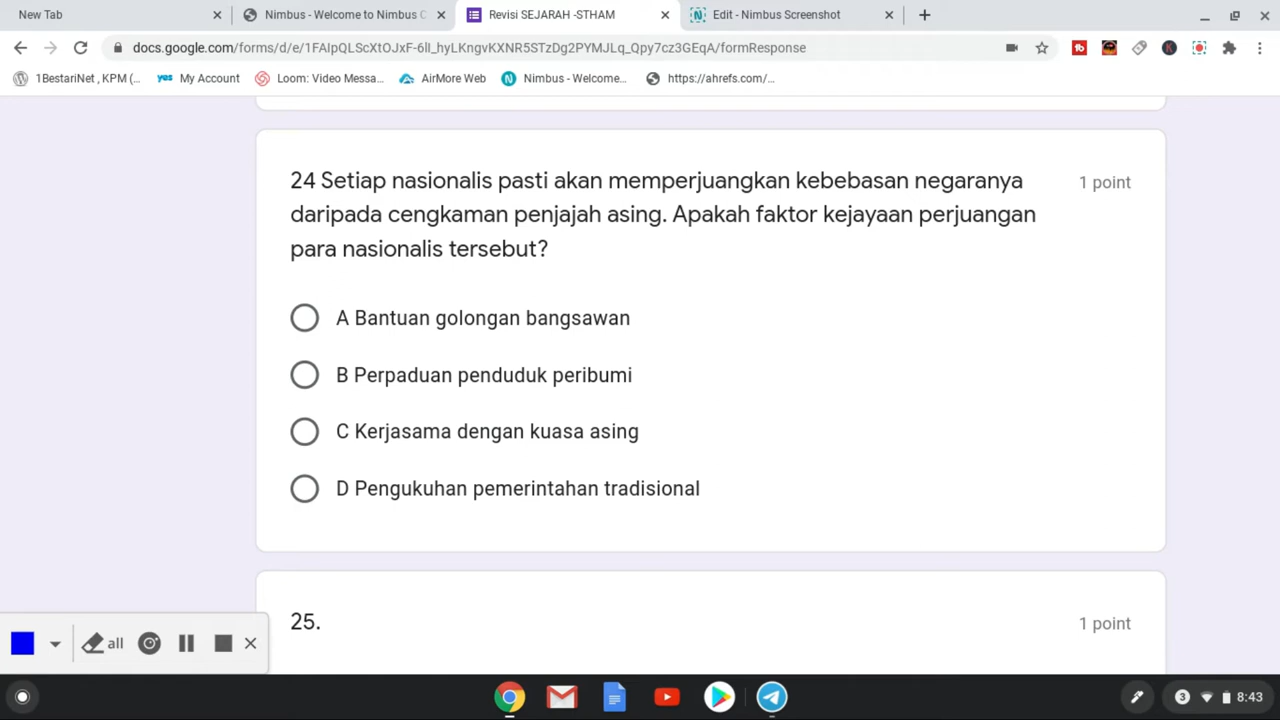 New Tab
Nimbus - Welcome to Nimbus C
Revisi SEJARAH -STHAM
Edit - Nimbus Screenshot
docs.google.com/forms/d/e/1FAIpQLScXtOJxF-6lI_hyLKngvKXNR5STzDg2PYMJLq_Qpy7cz3GEqA/formResponse
1BestariNet , KPM (...
yes My Account
Loom: Video Messa...
AirMore Web
Nimbus - Welcome...
https://ahrefs.com/...
24 Setiap nasionalis pasti akan memperjuangkan kebebasan negaranya
1 point
daripada cengkaman penjajah asing. Apakah faktor kejayaan perjuangan
para nasionalis tersebut?
A Bantuan golongan bangsawan
B Perpaduan penduduk peribumi
C Kerjasama dengan kuasa asing
D Pengukuhan pemerintahan tradisional
25.
1 point
all
3 8:43